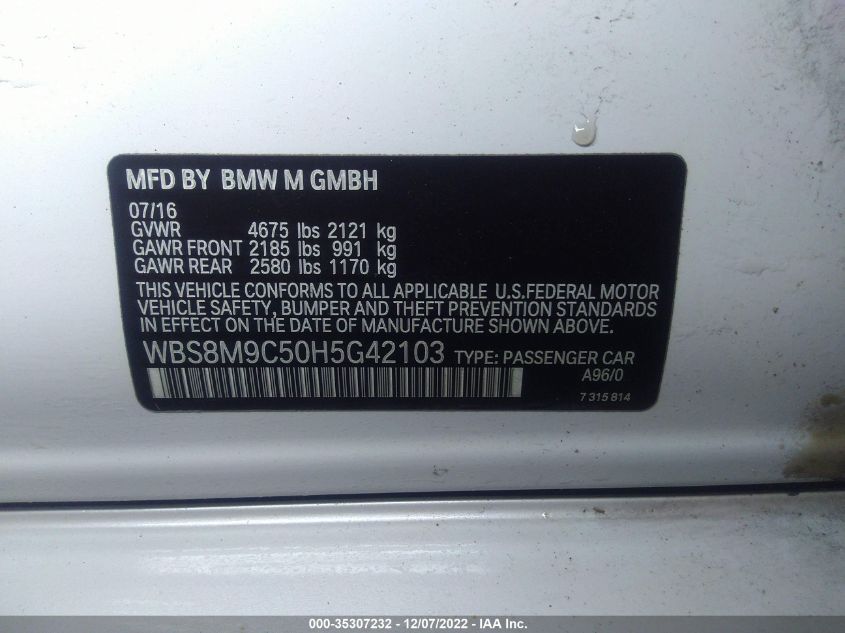 MFD BY BMW M GMBH
07/16
GVWR 4675 lbs 2121 kg
GAWR FRONT 2185 lbs 991 kg
GAWR REAR 2580 lbs 1170 kg
THIS VEHICLE CONFORMS TO ALL APPLICABLE U.S.FEDERAL MOTOR
VEHICLE SAFETY, BUMPER AND THEFT PREVENTION STANDARDS
IN EFFECT ON THE DATE OF MANUFACTURE SHOWN ABOVE.
WBS8M9C50H5G42103 TYPE: PASSENGER CAR
A96/0
7 315 814
000-35307232 - 12/07/2022 - IAA Inc.